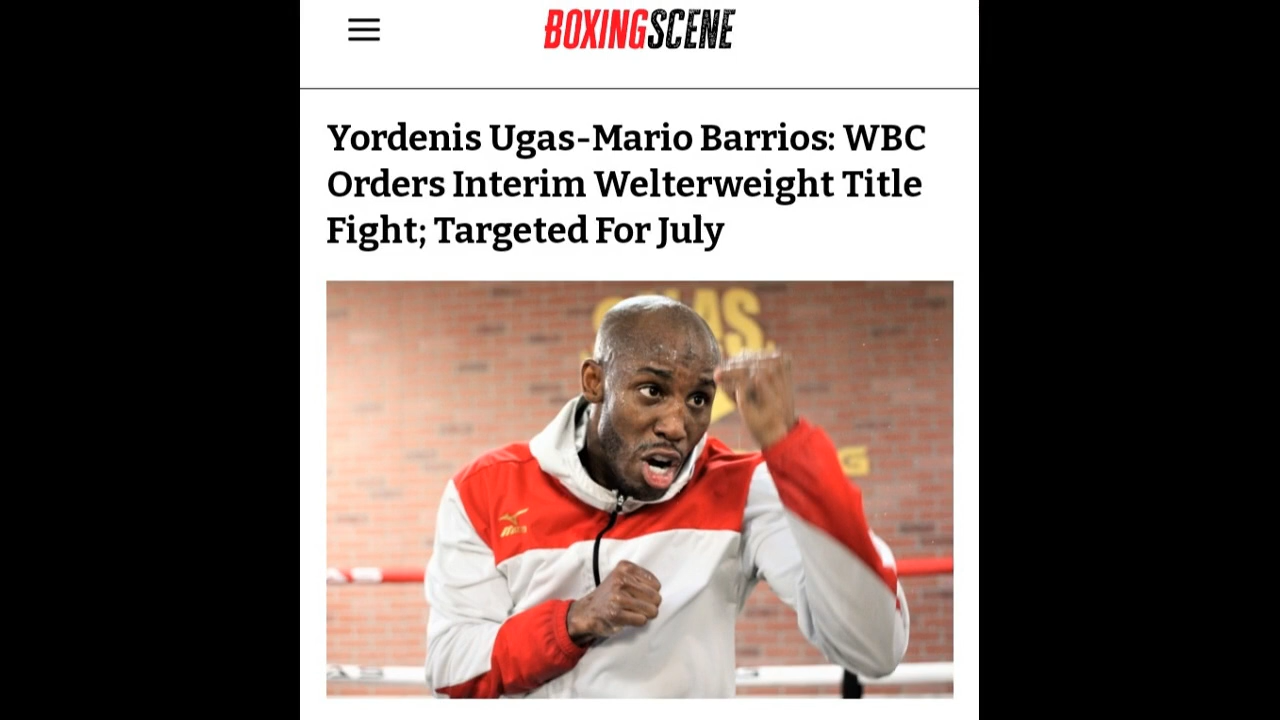 BOXINGSCENE
Yordenis Ugas-Mario Barrios: WBC
Orders Interim Welterweight Title
Fight; Targeted For July